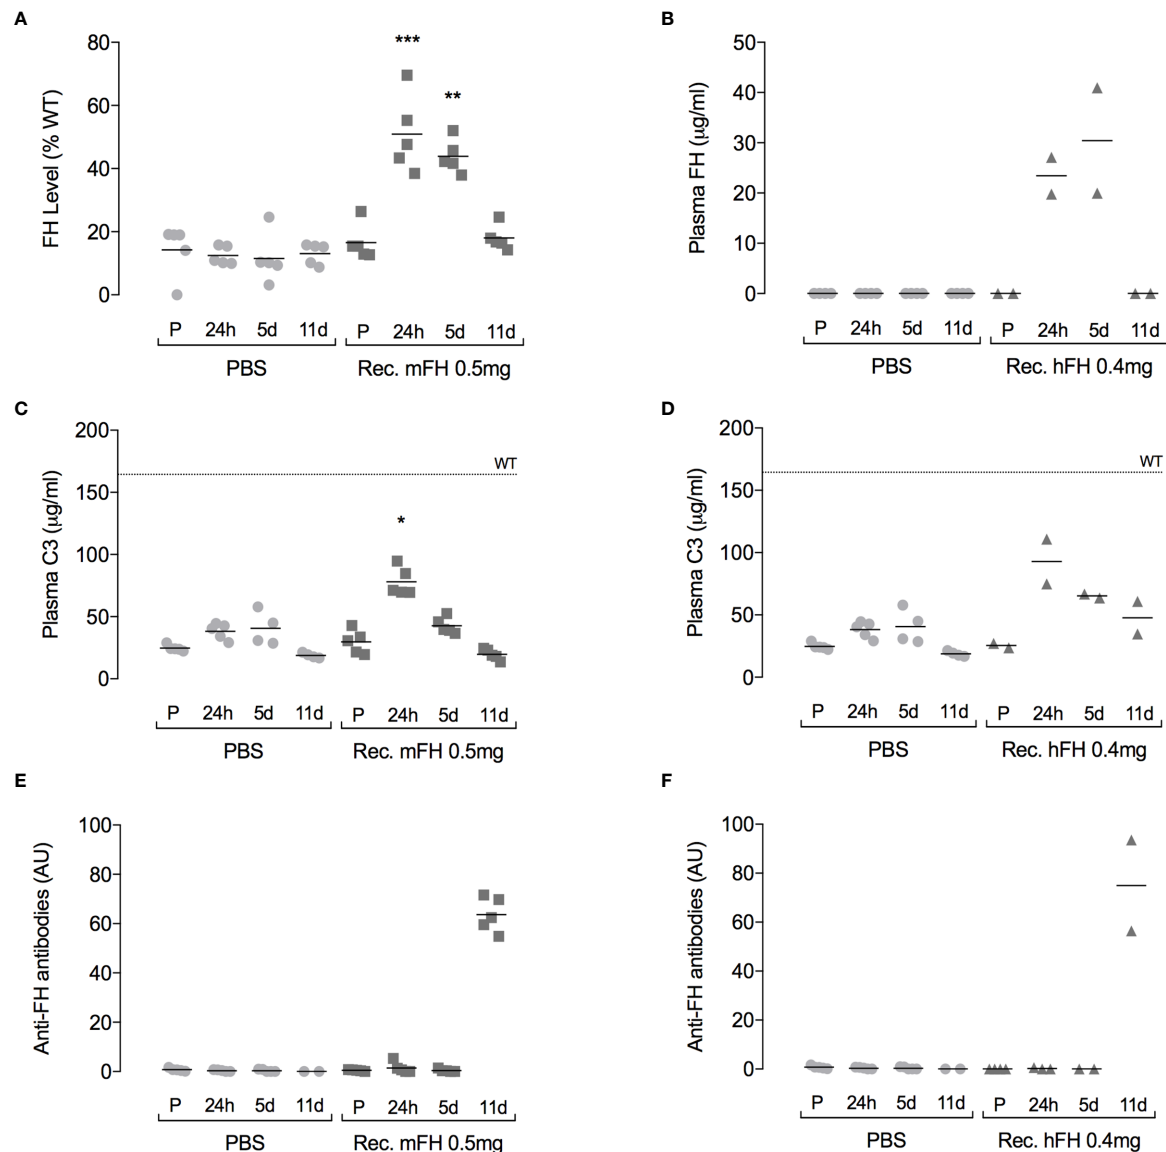 A
FH Level (% WT)
80
60
40
20
0
***
**
P 24h 5d 11d P 24h 5d 11d
PBS Rec. mFH 0.5mg
B
Plasma FH (μg/ml)
50
40
30
20
10
0
P 24h 5d 11d P 24h 5d 11d
PBS Rec. hFH 0.4mg
C
Plasma C3 (μg/ml)
200
150
100
50
0
WT
*
P 24h 5d 11d P 24h 5d 11d
PBS Rec. mFH 0.5mg
D
Plasma C3 (μg/ml)
200
150
100
50
0
WT
P 24h 5d 11d P 24h 5d 11d
PBS Rec. hFH 0.4mg
E
Anti-FH antibodies (AU)
100
80
60
40
20
0
P 24h 5d 11d P 24h 5d 11d
PBS Rec. mFH 0.5mg
F
Anti-FH antibodies (AU)
100
80
60
40
20
0
P 24h 5d 11d P 24h 5d 11d
PBS Rec. hFH 0.4mg